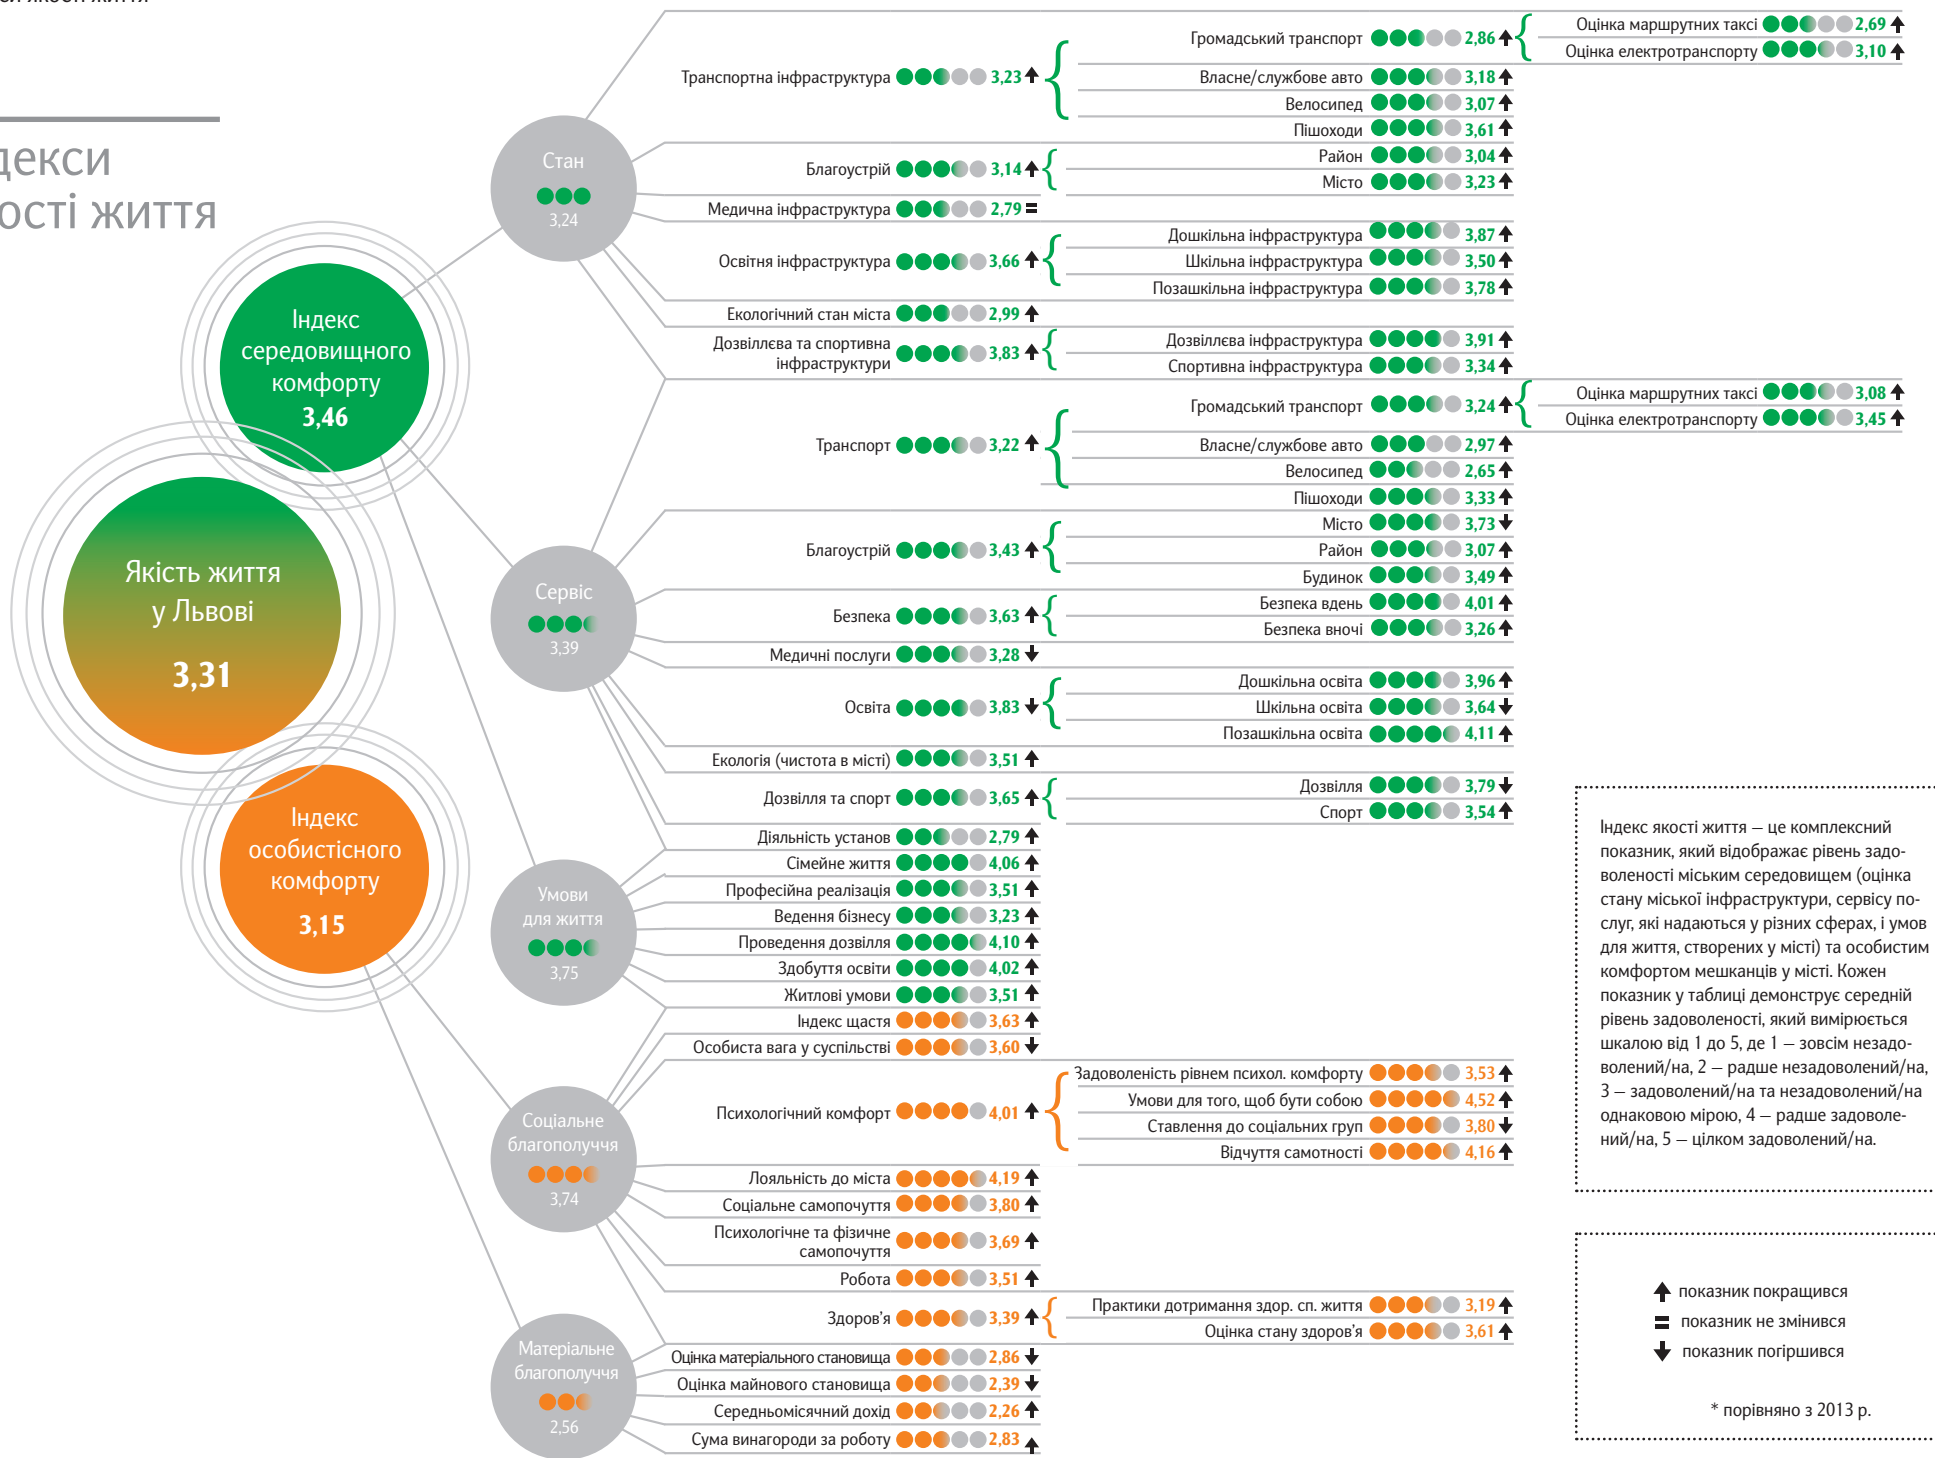 декси
ості життя
Індекс
середовищного
комфорту
3,46
Якість життя
у Львові
3,31
Індекс
особистісного
комфорту
3,15
Стан
3,24
Транспортна інфраструктура 3,23
Громадський транспорт 2,86
Оцінка маршрутних таксі 2,69
Оцінка електротранспорту 3,10
Власне/службове авто 3,18
Велосипед 3,07
Пішоходи 3,61
Благоустрій 3,14
Район 3,04
Місто 3,23
Медична інфраструктура 2,79
Освітня інфраструктура 3,66
Дошкільна інфраструктура 3,87
Шкільна інфраструктура 3,50
Позашкільна інфраструктура 3,78
Екологічний стан міста 2,99
Дозвіллєва та спортивна
інфраструктури 3,83
Дозвіллєва інфраструктура 3,91
Спортивна інфраструктура 3,34
Сервіс
3,39
Транспорт 3,22
Громадський транспорт 3,24
Оцінка маршрутних таксі 3,08
Оцінка електротранспорту 3,45
Власне/службове авто 2,97
Велосипед 2,65
Пішоходи 3,33
Благоустрій 3,43
Місто 3,73
Район 3,07
Будинок 3,49
Безпека 3,63
Безпека вдень 4,01
Безпека вночі 3,26
Медичні послуги 3,28
Освіта 3,83
Дошкільна освіта 3,96
Шкільна освіта 3,64
Позашкільна освіта 4,11
Екологія (чистота в місті) 3,51
Дозвілля та спорт 3,65
Дозвілля 3,79
Спорт 3,54
Діяльність установ 2,79
Умови
для життя
3,75
Сімейне життя 4,06
Професійна реалізація 3,51
Ведення бізнесу 3,23
Проведення дозвілля 4,10
Здобуття освіти 4,02
Житлові умови 3,51
Соціальне
благополуччя
3,74
Індекс щастя 3,63
Особиста вага у суспільстві 3,60
Психологічний комфорт 4,01
Задоволеність рівнем психол. комфорту 3,53
Умови для того, щоб бути собою 4,52
Ставлення до соціальних груп 3,80
Відчуття самотності 4,16
Лояльність до міста 4,19
Соціальне самопочуття 3,80
Психологічне та фізичне
самопочуття 3,69
Робота 3,51
Здоров'я 3,39
Практики дотримання здор. сп. життя 3,19
Оцінка стану здоров'я 3,61
Матеріальне
благополуччя
2,56
Оцінка матеріального становища 2,86
Оцінка майнового становища 2,39
Середньомісячний дохід 2,26
Сума винагороди за роботу 2,83
Індекс якості життя – це комплексний
показник, який відображає рівень задо-
воленості міським середовищем (оцінка
стану міської інфраструктури, сервісу по-
слуг, які надаються у різних сферах, і умов
для життя, створених у місті) та особистим
комфортом мешканців у місті. Кожен
показник у таблиці демонструє середній
рівень задоволеності, який вимірюється
шкалою від 1 до 5, де 1 – зовсім незадо-
волений/на, 2 – радше незадоволений/на,
3 – задоволений/на та незадоволений/на
однаковою мірою, 4 – радше задоволе-
ний/на, 5 – цілком задоволений/на.
показник покращився
показник не змінився
показник погіршився
* порівняно з 2013 р.